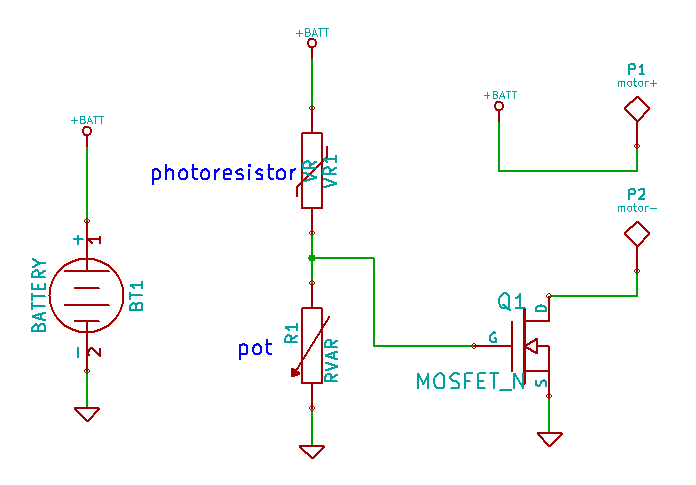 +BATT
P1
motor+
+BATT
+BATT
photoresistor
VR
VR1
P2
motor-
+
1
BATTERY
BT1
-
2
Q1
D
G
S
MOSFET_N
R1
RVAR
pot